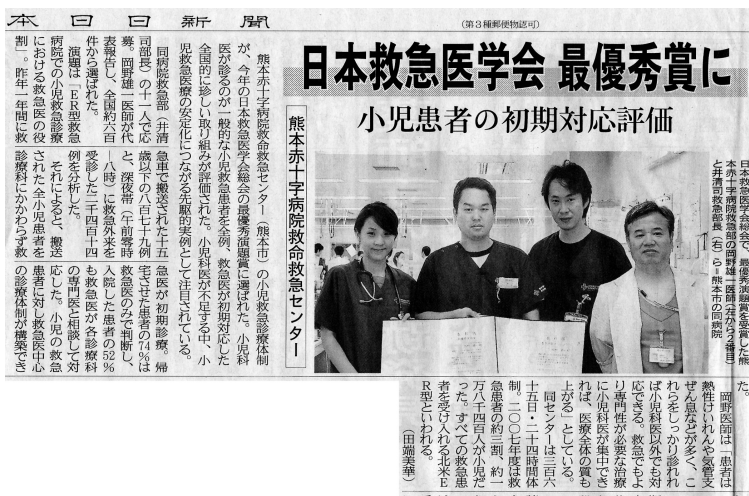 本日日新聞
(第3種郵便物認可)
日本救急医学会 最優秀賞に
小児患者の初期対応評価
熊本赤十字病院救命救急センター
日本救急医学会総会で、最優秀演題賞を受賞した熊
本赤十字病院救急部の岡野雄一医師(左から2番目)
と井清司救急部長(右)ら=熊本市の同病院
熊本赤十字病院救命救急センター(熊本市)の小児救急診療体制
が、今年の日本救急医学会総会の最優秀演題賞に選ばれた。小児科
医が診るのが一般的な小児救急患者を全例、救急医が初期対応した
全国的に珍しい取り組みが評価された。小児科医が不足する中、小
児救急医療の安定化につながる先駆的実例として注目されている。
同病院救急部(井清
司部長)の十一人で応
募。岡野雄一医師が代
表報告し、全国約六百
件から選ばれた。
演題は「ER型救急
病院での小児救急診療
における救急医の役
割」。昨年一年間に救
急車で搬送された十五
歳以下の八百七十九例
と、深夜帯(午前零時
―八時)に救急外来を
受診した二千四百十四
例を分析した。
それによると、搬送
された全小児患者を
診療科にかかわらず救
急医が初期診療。帰
宅させた患者の74%は
救急医のみで判断し、
入院した患者の52%
も救急医が各診療科
の専門医と相談して対
応した。小児の救急
患者に対し救急医中心
の診療体制が構築でき
た。
岡野医師は「患者は
熱性けいれんや気管支
ぜん息などが多く、こ
れらをしっかり診れれ
ば小児科医以外でも対
応できる。救急でもよ
り専門性が必要な治療
に小児科医が集中でき
れば、医療全体の質も
上がる」としている。
同センターは三百六
十五日・二十四時間体
制。二〇〇七年度は救
急患者の約三割、約一
万八千四百人が小児だ
った。すべての救急患
者を受け入れる北米E
R型といわれる。
(田端美華)